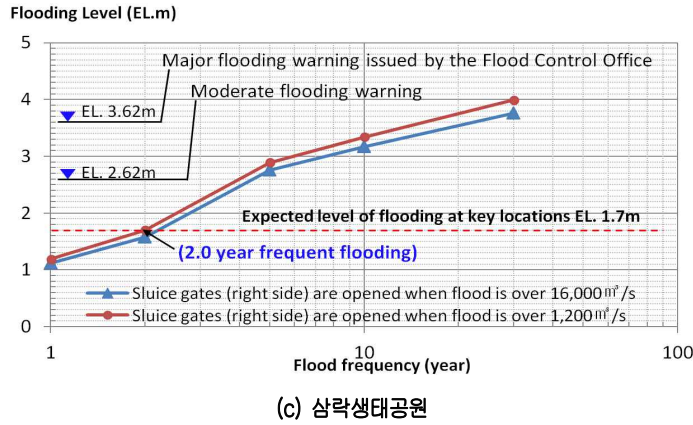 Flooding Level (EL.m)
5
Major flooding warning issued by the Flood Control Office
Moderate flooding warning
4
EL. 3.62m
3
EL. 2.62m
2
Expected level of flooding at key locations EL. 1.7m
(2.0 year frequent flooding)
1
Sluice gates (right side) are opened when flood is over 16,000㎥/s
Sluice gates (right side) are opened when flood is over 1,200㎥/s
0
1 10 100
Flood frequency (year)
(c) 삼락생태공원